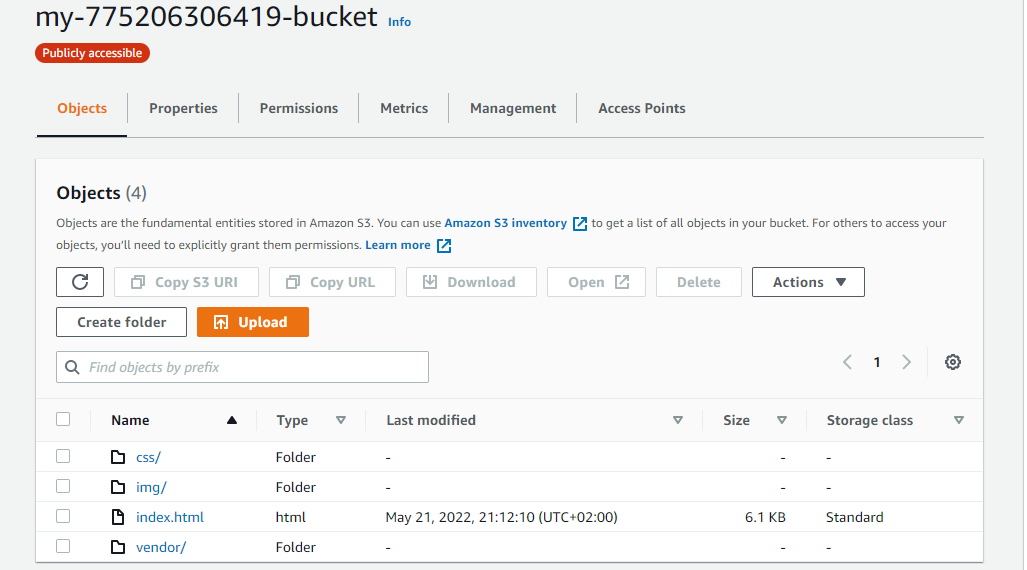 my-775206306419-bucket Info
Publicly accessible
Objects Properties Permissions Metrics Management Access Points
Objects (4)
Objects are the fundamental entities stored in Amazon S3. You can use Amazon S3 inventory to get a list of all objects in your bucket. For others to access your
objects, you'll need to explicitly grant them permissions. Learn more
Copy S3 URI Copy URL Download Open Delete Actions
Create folder Upload
Find objects by prefix 1
Name Type Last modified Size Storage class
css/ Folder - - -
img/ Folder - - -
index.html html May 21, 2022, 21:12:10 (UTC+02:00) 6.1 KB Standard
vendor/ Folder - - -